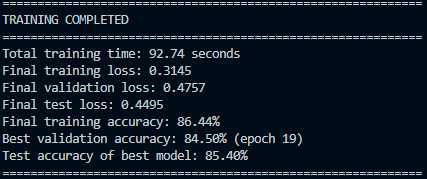 ============================================================
TRAINING COMPLETED
============================================================
Total training time: 92.74 seconds
Final training loss: 0.3145
Final validation loss: 0.4757
Final test loss: 0.4495
Final training accuracy: 86.44%
Best validation accuracy: 84.50% (epoch 19)
Test accuracy of best model: 85.40%
============================================================